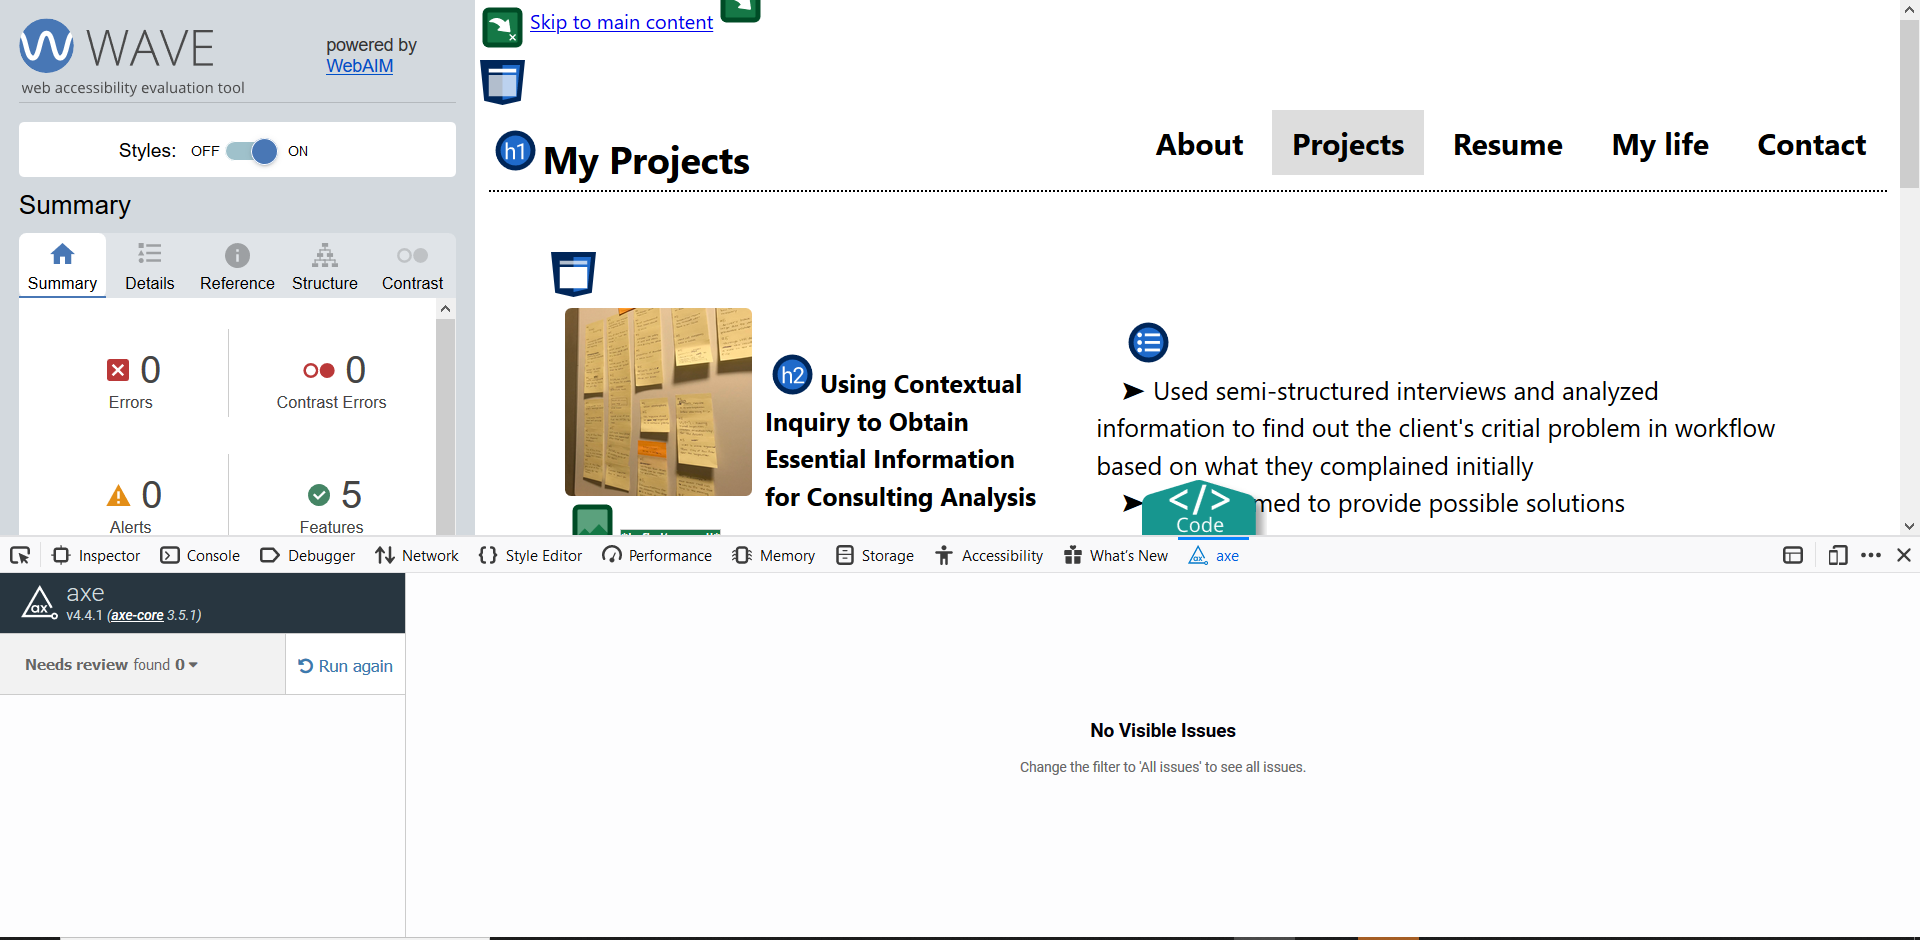 WAVE
powered by
WebAIM
web accessibility evaluation tool
Styles: OFF ON
Summary
Summary Details Reference Structure Contrast
0
Errors
0
Contrast Errors
0
Alerts
5
Features
Skip to main content
h1 My Projects
About Projects Resume My life Contact
h2 Using Contextual
Inquiry to Obtain
Essential Information
for Consulting Analysis
➤ Used semi-structured interviews and analyzed
information to find out the client's critial problem in workflow
based on what they complained initially
➤ med to provide possible solutions
</>
Code
Inspector Console Debugger Network Style Editor Performance Memory Storage Accessibility What's New axe
ax axe
v4.4.1 (axe-core 3.5.1)
Needs review found 0
Run again
No Visible Issues
Change the filter to 'All issues' to see all issues.